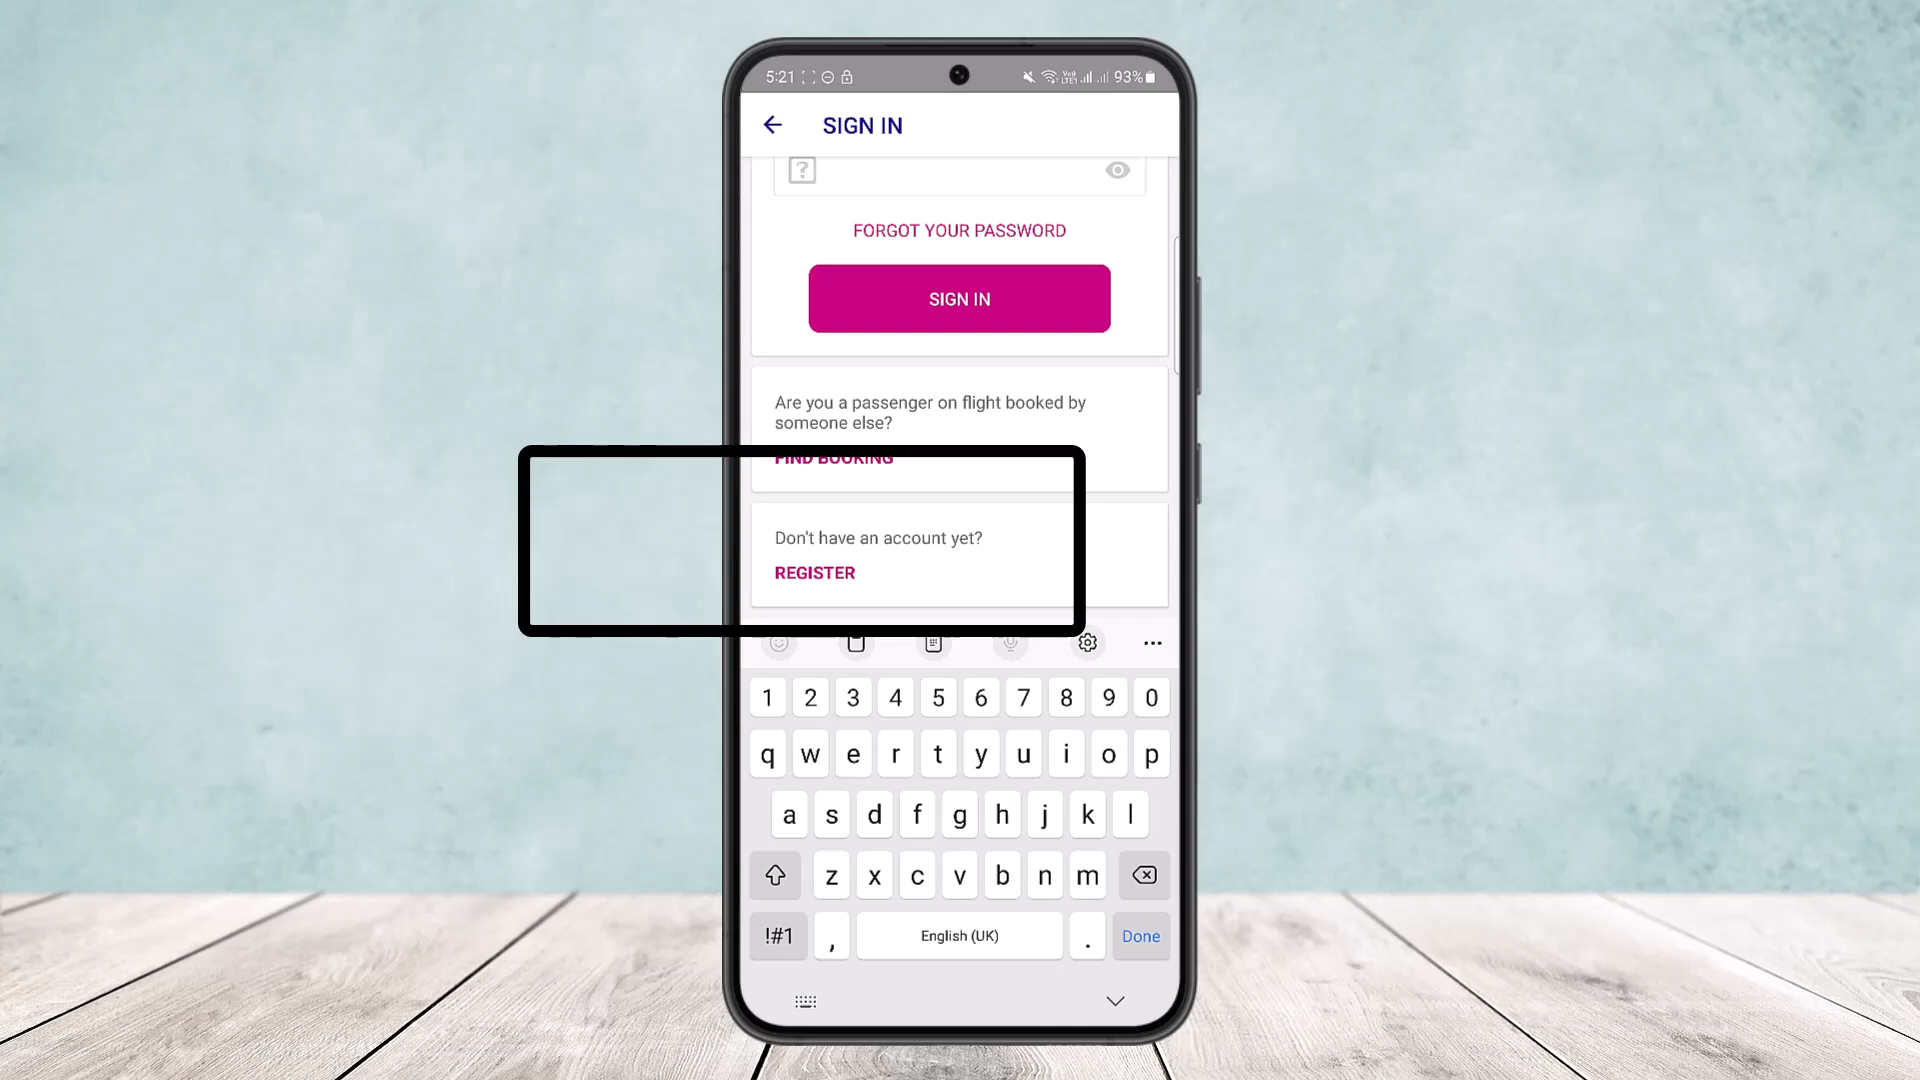 5:21
Vo)) LTE1
93%
SIGN IN
FORGOT YOUR PASSWORD
SIGN IN
Are you a passenger on flight booked by
someone else?
FIND BOOKING
Don't have an account yet?
REGISTER
1 2 3 4 5 6 7 8 9 0
q w e r t y u i o p
a s d f g h j k l
z x c v b n m
!#1 , English (UK) . Done